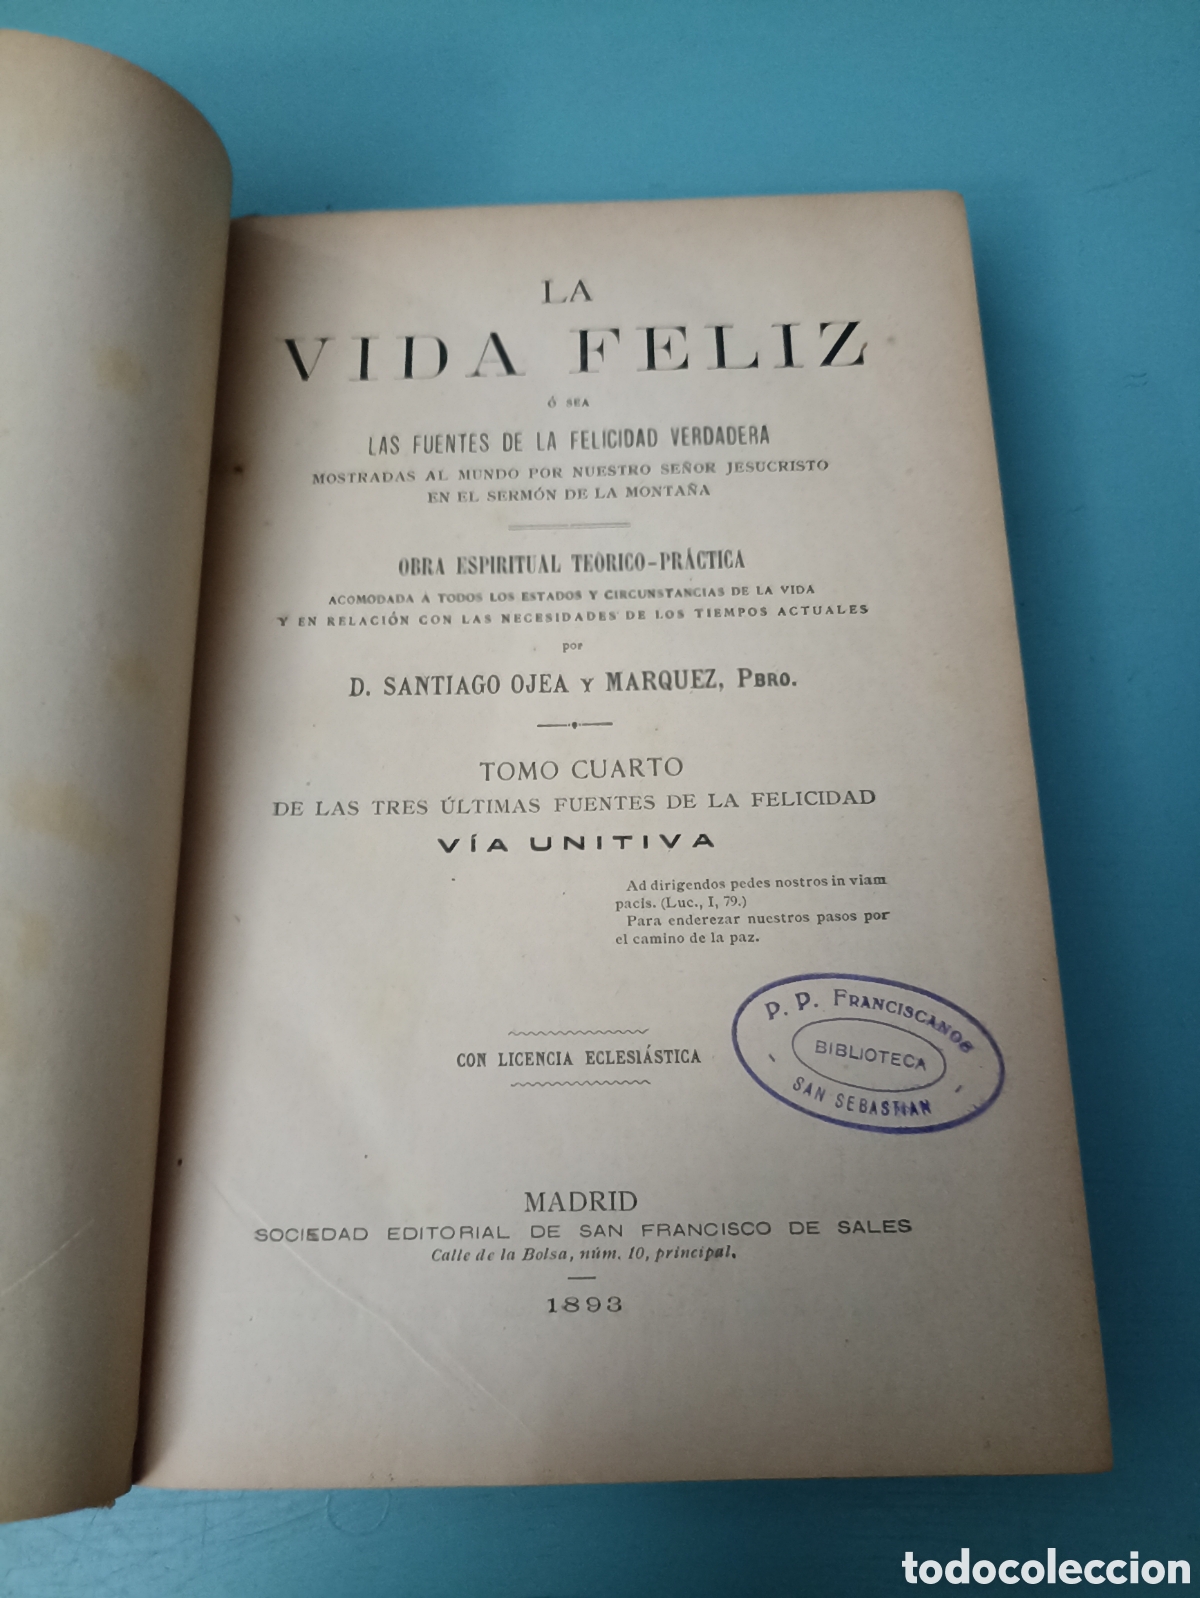 LA
VIDA FELIZ
Ó SEA
LAS FUENTES DE LA FELICIDAD VERDADERA
MOSTRADAS AL MUNDO POR NUESTRO SEÑOR JESUCRISTO
EN EL SERMÓN DE LA MONTAÑA
OBRA ESPIRITUAL TEÓRICO-PRÁCTICA
ACOMODADA A TODOS LOS ESTADOS Y CIRCUNSTANCIAS DE LA VIDA
Y EN RELACIÓN CON LAS NECESIDADES DE LOS TIEMPOS ACTUALES
por
D. SANTIAGO OJEA Y MARQUEZ, PBRO.
TOMO CUARTO
DE LAS TRES ÚLTIMAS FUENTES DE LA FELICIDAD
VÍA UNITIVA
Ad dirigendos pedes nostros in viam
pacis. (Luc., I, 79.)
Para enderezar nuestros pasos por
el camino de la paz.
P. P. FRANCISCANOS
BIBLIOTECA
SAN SEBASTIAN
CON LICENCIA ECLESIÁSTICA
MADRID
SOCIEDAD EDITORIAL DE SAN FRANCISCO DE SALES
Calle de la Bolsa, núm. 10, principal.
1893
todocoleccion